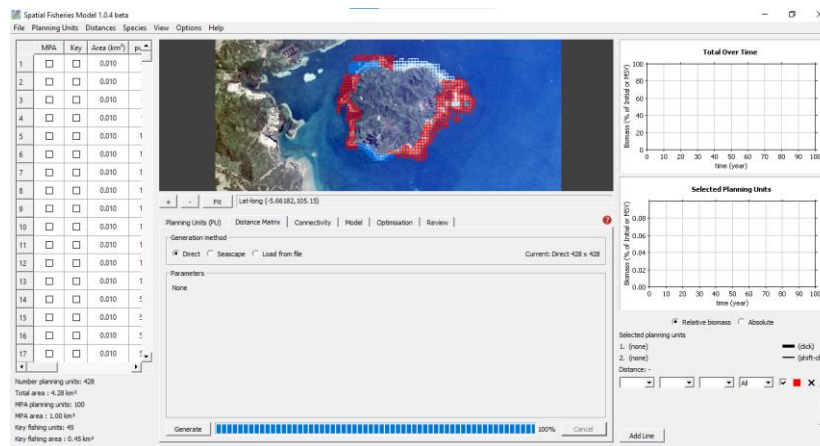 Spatial Fisheries Model 1.0.4 beta
File Planning Units Distances Species View Options Help
MPA Key Area (km²)
1 0.010
2 0.010
3 0.010
4 0.010
5 0.010
6 0.010
7 0.010
8 0.010
9 0.010
10 0.010
11 0.010
12 0.010
13 0.010
14 0.010
15 0.010
16 0.010
17 0.010
Number planning units: 428
Total area : 4.28 km²
MPA planning units: 100
MPA area : 1.00 km²
Key fishing units: 45
Key fishing area : 0.45 km²
+ - Fit Lat-long (-5.66182,105.15)
Planning Units (PU) Distance Matrix Connectivity Model Optimisation Review ?
Generation method
Direct Seascape Load from file Current: Direct 428 x 428
Parameters
None
Generate 100% Cancel
Total Over Time
Biomass (% of Initial or MSY)
100
80
60
40
20
0
0 10 20 30 40 50 60 70 80 90 100
time (year)
Selected Planning Units
Biomass (% of Initial or MSY)
0.08
0.06
0.04
0.02
0.00
0 10 20 30 40 50 60 70 80 90 100
time (year)
Relative biomass Absolute
Selected planning units
1. (none) (click)
2. (none) (shift-cl
Distance: -
All
Add Line